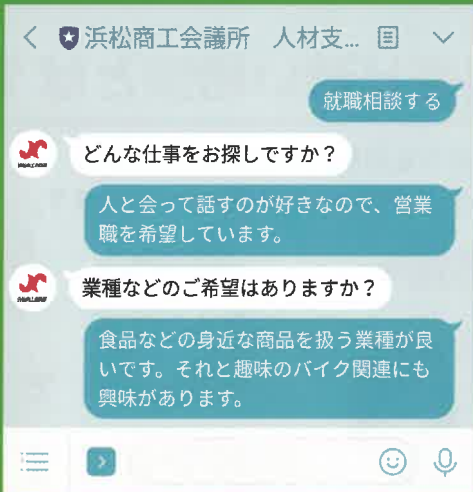 浜松商工会議所 人材支...
就職相談する
どんな仕事をお探しですか？
人と会って話すのが好きなので、営業
職を希望しています。
業種などのご希望はありますか？
食品などの身近な商品を扱う業種が良
いです。それと趣味のバイク関連にも
興味があります。